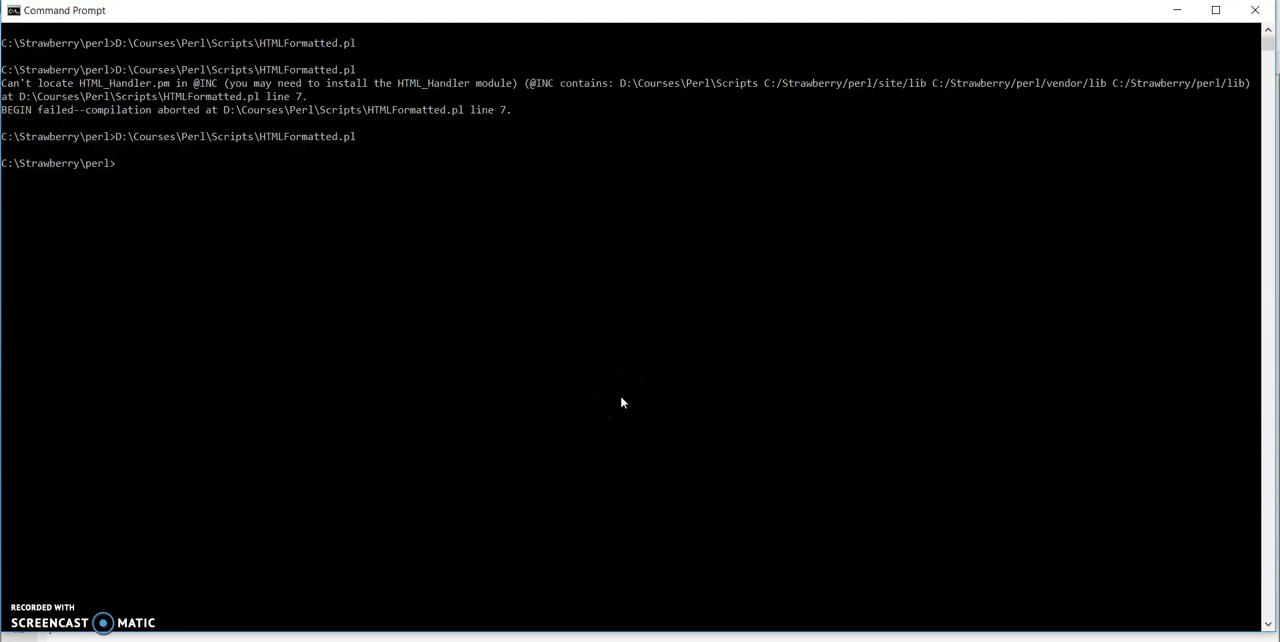 Command Prompt
C:\Strawberry\perl>D:\Courses\Perl\Scripts\HTMLFormatted.pl
C:\Strawberry\perl>D:\Courses\Perl\Scripts\HTMLFormatted.pl
Can't locate HTML_Handler.pm in @INC (you may need to install the HTML_Handler module) (@INC contains: D:\Courses\Perl\Scripts C:/Strawberry/perl/site/lib C:/Strawberry/perl/vendor/lib C:/Strawberry/perl/lib)
at D:\Courses\Perl\Scripts\HTMLFormatted.pl line 7.
BEGIN failed--compilation aborted at D:\Courses\Perl\Scripts\HTMLFormatted.pl line 7.
C:\Strawberry\perl>D:\Courses\Perl\Scripts\HTMLFormatted.pl
C:\Strawberry\perl>
RECORDED WITH
SCREENCAST MATIC